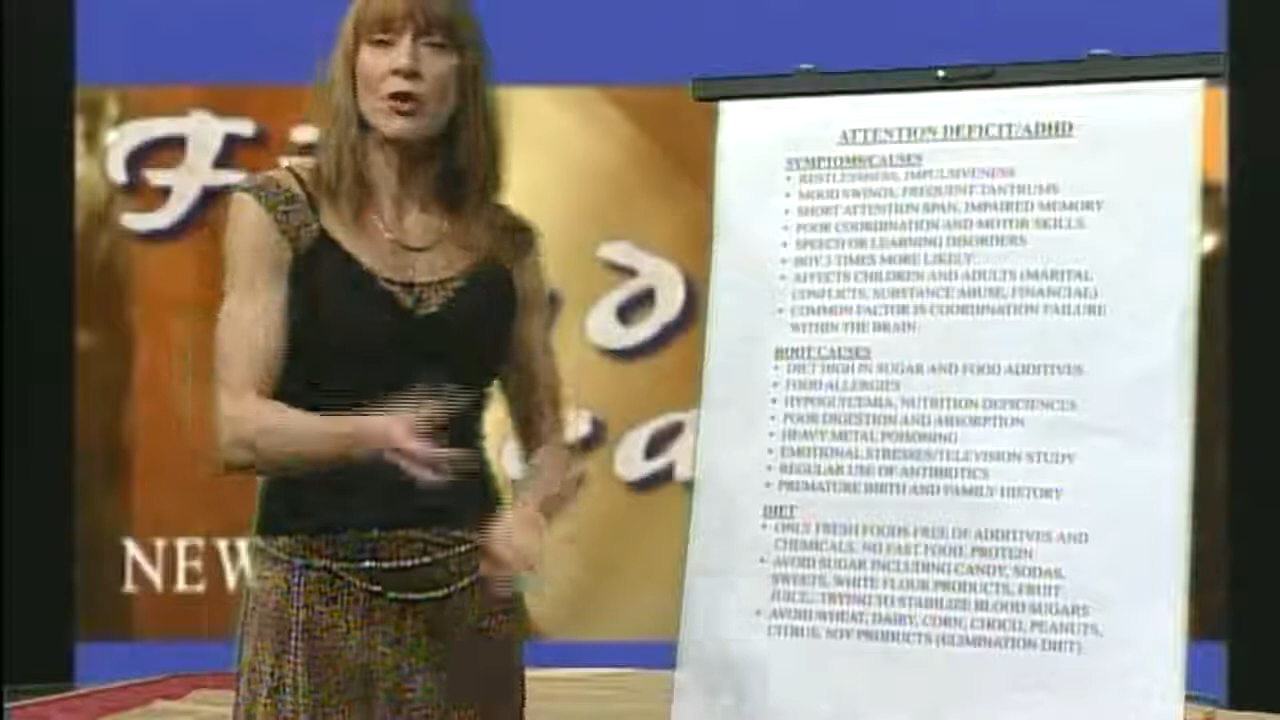 Fi
d
ra
NEW
ATTENTION DEFICIT/ADHD
SYMPTOMS/CAUSES
• RESTLESSNESS, IMPULSIVENESS
• MOOD SWINGS, FREQUENT TANTRUMS
• SHORT ATTENTION SPAN, IMPAIRED MEMORY
• POOR COORDINATION AND MOTOR SKILLS
• SPEECH OR LEARNING DISORDERS
• BOY 3 TIMES MORE LIKELY
• AFFECTS CHILDREN AND ADULTS (MARITAL
CONFLICTS, SUBSTANCE ABUSE, FINANCIAL)
• COMMON FACTOR IS COORDINATION FAILURE
WITHIN THE BRAIN
ROOT CAUSES
• DIET HIGH IN SUGAR AND FOOD ADDITIVES
• FOOD ALLERGIES
• HYPOGLYCEMIA, NUTRITION DEFICIENCES
• POOR DIGESTION AND ABSORPTION
• HEAVY METAL POISONING
• EMOTIONAL STRESSES/TELEVISION STUDY
• REGULAR USE OF ANTIBIOTICS
• PREMATURE BIRTH AND FAMILY HISTORY
DIET
• ONLY FRESH FOODS FREE OF ADDITIVES AND
CHEMICALS, NO FAST FOOD, PROTEIN
• AVOID SUGAR INCLUDING CANDY, SODAS,
SWEETS, WHITE FLOUR PRODUCTS, FRUIT
JUICE... TRYING TO STABILIZE BLOOD SUGARS
• AVOID WHEAT, DAIRY, CORN, CHOCO, PEANUTS,
CITRUS, SOY PRODUCTS (ELIMINATION DIET)